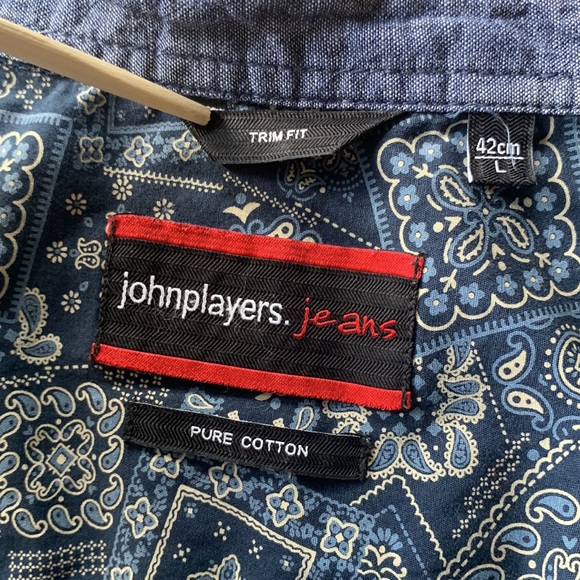 TRIM FIT
42cm
L
johnplayers. jeans
PURE COTTON